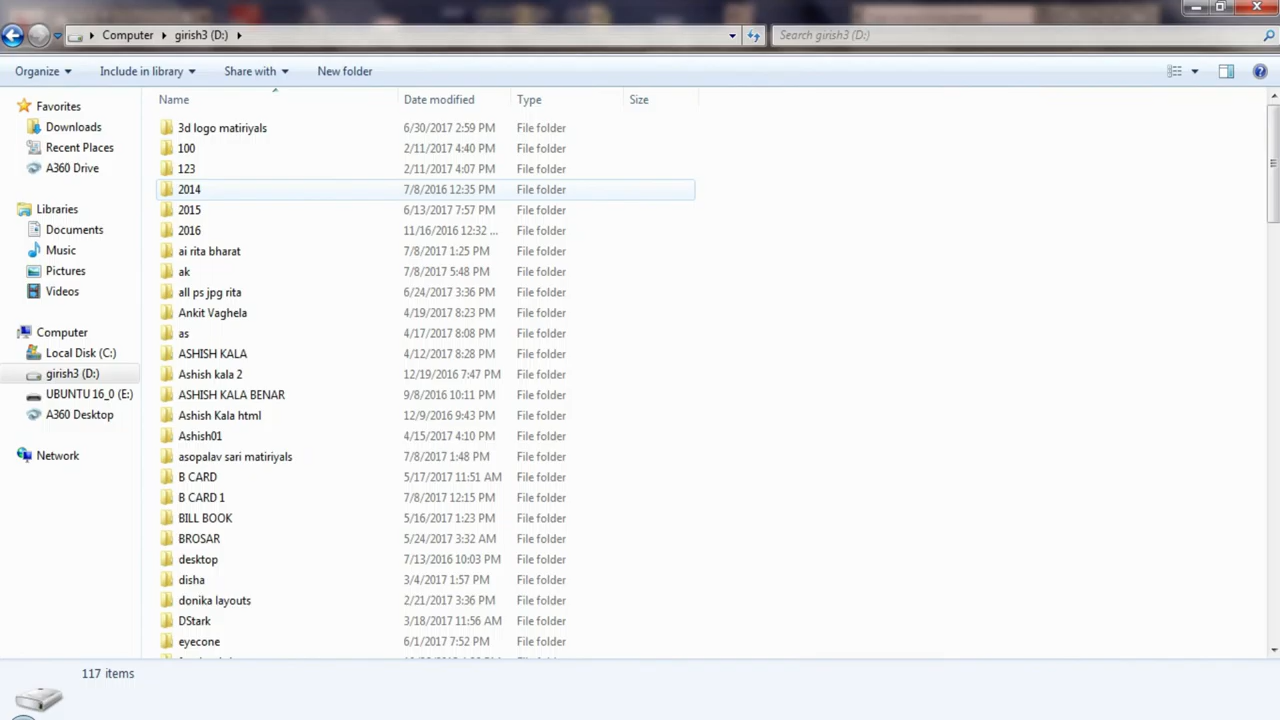 Computer girish3 (D:) Search girish3 (D:)
Organize Include in library Share with New folder
Favorites
Downloads
Recent Places
A360 Drive
Libraries
Documents
Music
Pictures
Videos
Computer
Local Disk (C:)
girish3 (D:)
UBUNTU 16_0 (E:)
A360 Desktop
Network
Name Date modified Type Size
3d logo matiriyals 6/30/2017 2:59 PM File folder
100 2/11/2017 4:40 PM File folder
123 2/11/2017 4:07 PM File folder
2014 7/8/2016 12:35 PM File folder
2015 6/13/2017 7:57 PM File folder
2016 11/16/2016 12:32 ... File folder
ai rita bharat 7/8/2017 1:25 PM File folder
ak 7/8/2017 5:48 PM File folder
all ps jpg rita 6/24/2017 3:36 PM File folder
Ankit Vaghela 4/19/2017 8:23 PM File folder
as 4/17/2017 8:08 PM File folder
ASHISH KALA 4/12/2017 8:28 PM File folder
Ashish kala 2 12/19/2016 7:47 PM File folder
ASHISH KALA BENAR 9/8/2016 10:11 PM File folder
Ashish Kala html 12/9/2016 9:43 PM File folder
Ashish01 4/15/2017 4:10 PM File folder
asopalav sari matiriyals 7/8/2017 1:48 PM File folder
B CARD 5/17/2017 11:51 AM File folder
B CARD 1 7/8/2017 12:15 PM File folder
BILL BOOK 5/16/2017 1:23 PM File folder
BROSAR 5/24/2017 3:32 AM File folder
desktop 7/13/2016 10:03 PM File folder
disha 3/4/2017 1:57 PM File folder
donika layouts 2/21/2017 3:36 PM File folder
DStark 3/18/2017 11:56 AM File folder
eyecone 6/1/2017 7:52 PM File folder
117 items